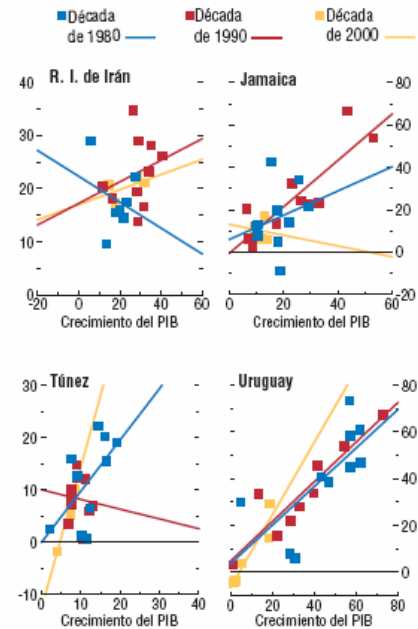 Década
de 1980
Década
de 1990
Década
de 2000
R. I. de Irán
40
30
20
10
0
-20 0 20 40 60
Crecimiento del PIB
Jamaica
80
60
40
20
0
-20
0 20 40 60
Crecimiento del PIB
Túnez
30
20
10
0
-10
0 10 20 30 40
Crecimiento del PIB
Uruguay
80
60
40
20
0
0 20 40 60 80
Crecimiento del PIB